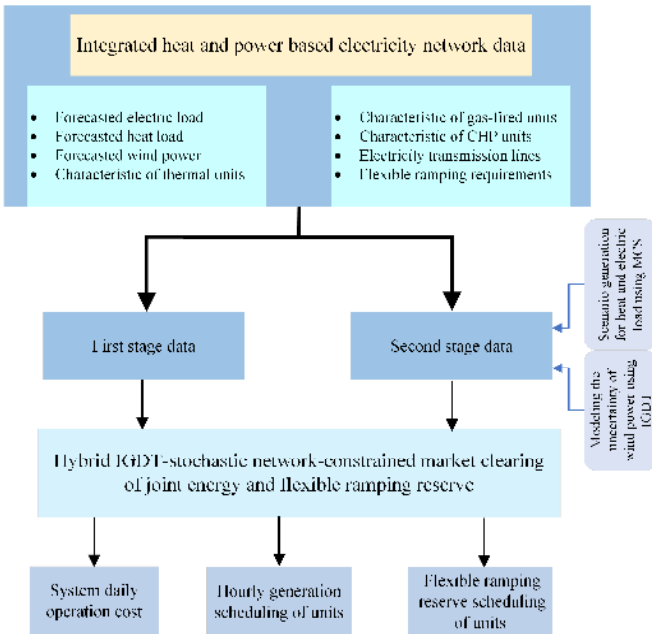 Integrated heat and power based electricity network data
• Forecasted electric load
• Forecasted heat load
• Forecasted wind power
• Characteristic of thermal units
• Characteristic of gas-fired units
• Characteristic of CHP units
• Electricity transmission lines
• Flexible ramping requirements
Scenario generation
for heat and electric
load using MCS
First stage data
Second stage data
Modeling the
uncertainty of
wind power using
IGDT
Hybrid IGDT-stochastic network-constrained market clearing
of joint energy and flexible ramping reserve
System daily
operation cost
Hourly generation
scheduling of units
Flexible ramping
reserve scheduling of
units